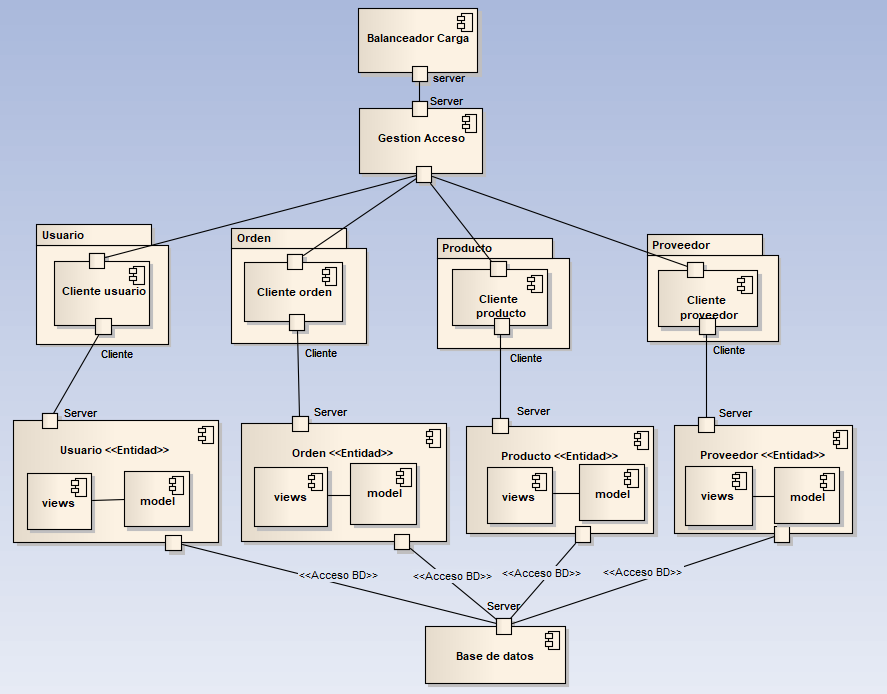 Balanceador Carga
server
Server
Gestion Acceso
Usuario
Orden
Producto
Proveedor
Cliente usuario
Cliente orden
Cliente
producto
Cliente
proveedor
Cliente
Cliente
Cliente
Cliente
Server
Server
Server
Server
Usuario <<Entidad>>
Orden <<Entidad>>
Producto <<Entidad>>
Proveedor <<Entidad>>
views
model
views
model
views
model
views
model
<<Acceso BD>>
<<Acceso BD>>
<<Acceso BD>>
<<Acceso BD>>
Server
Base de datos